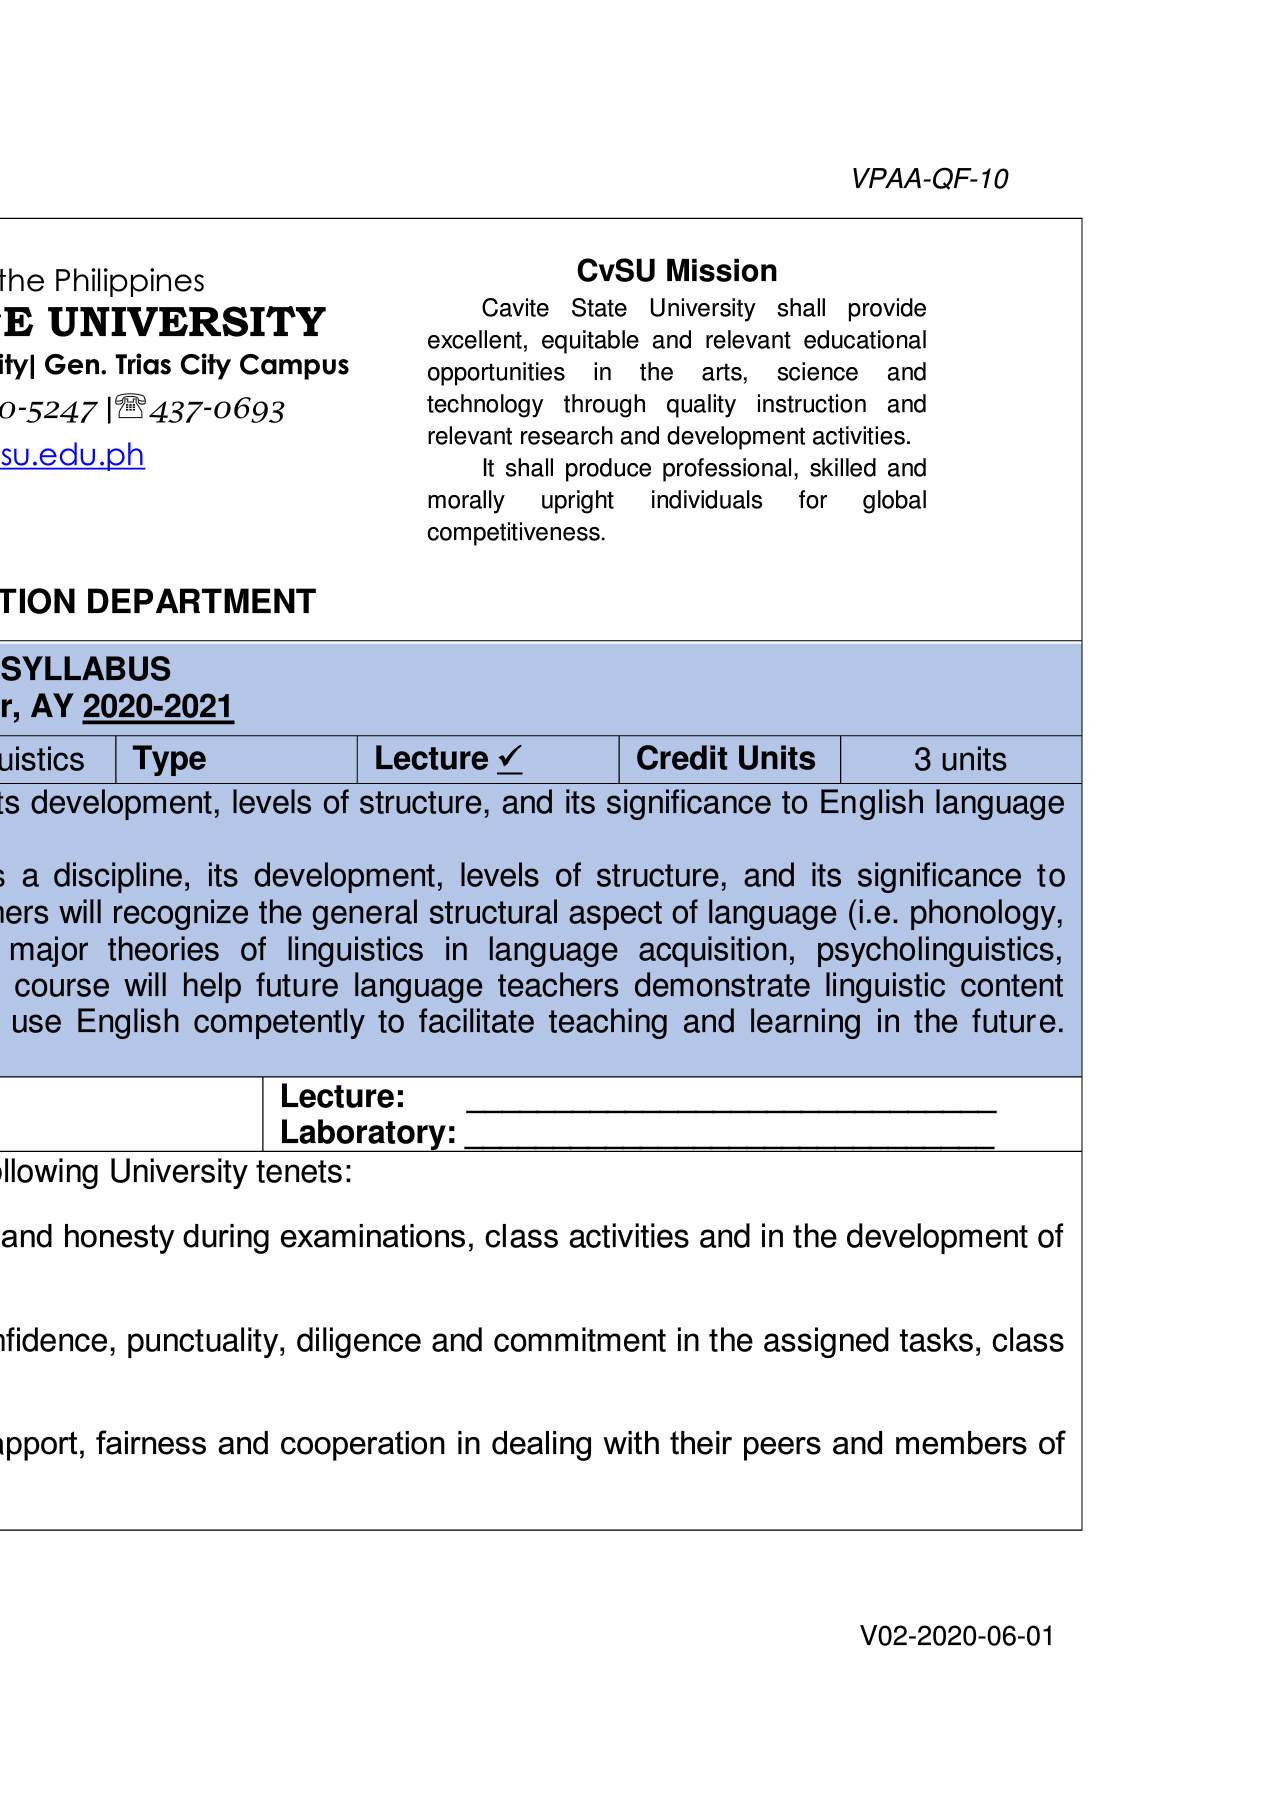 VPAA-QF-10
the Philippines
E UNIVERSITY
ity| Gen. Trias City Campus
0-5247 |☏437-0693
su.edu.ph
CvSU Mission
Cavite State University shall provide
excellent, equitable and relevant educational
opportunities in the arts, science and
technology through quality instruction and
relevant research and development activities.
It shall produce professional, skilled and
morally upright individuals for global
competitiveness.
TION DEPARTMENT
SYLLABUS
r, AY 2020-2021
uistics Type Lecture ✓ Credit Units 3 units
ts development, levels of structure, and its significance to English language
s a discipline, its development, levels of structure, and its significance to
ners will recognize the general structural aspect of language (i.e. phonology,
major theories of linguistics in language acquisition, psycholinguistics,
course will help future language teachers demonstrate linguistic content
use English competently to facilitate teaching and learning in the future.
Lecture: ______________________________
Laboratory: ______________________________
ollowing University tenets:
and honesty during examinations, class activities and in the development of
nfidence, punctuality, diligence and commitment in the assigned tasks, class
apport, fairness and cooperation in dealing with their peers and members of
V02-2020-06-01